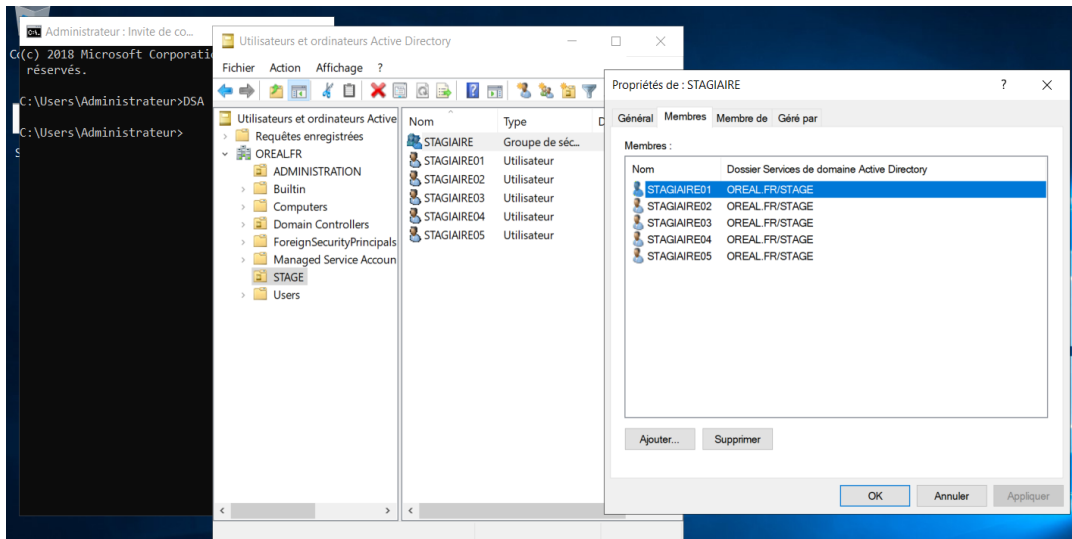 Administrateur : Invite de co...
(c) 2018 Microsoft Corporati
réservés.
C:\Users\Administrateur>DSA
C:\Users\Administrateur>
Utilisateurs et ordinateurs Active Directory
Fichier Action Affichage ?
Utilisateurs et ordinateurs Active
Requêtes enregistrées
OREAL.FR
ADMINISTRATION
Builtin
Computers
Domain Controllers
ForeignSecurityPrincipals
Managed Service Accoun
STAGE
Users
Nom Type D
STAGIAIRE Groupe de séc...
STAGIAIRE01 Utilisateur
STAGIAIRE02 Utilisateur
STAGIAIRE03 Utilisateur
STAGIAIRE04 Utilisateur
STAGIAIRE05 Utilisateur
Propriétés de : STAGIAIRE ?
Général Membres Membre de Géré par
Membres :
Nom Dossier Services de domaine Active Directory
STAGIAIRE01 OREAL.FR/STAGE
STAGIAIRE02 OREAL.FR/STAGE
STAGIAIRE03 OREAL.FR/STAGE
STAGIAIRE04 OREAL.FR/STAGE
STAGIAIRE05 OREAL.FR/STAGE
Ajouter... Supprimer
OK Annuler Appliquer